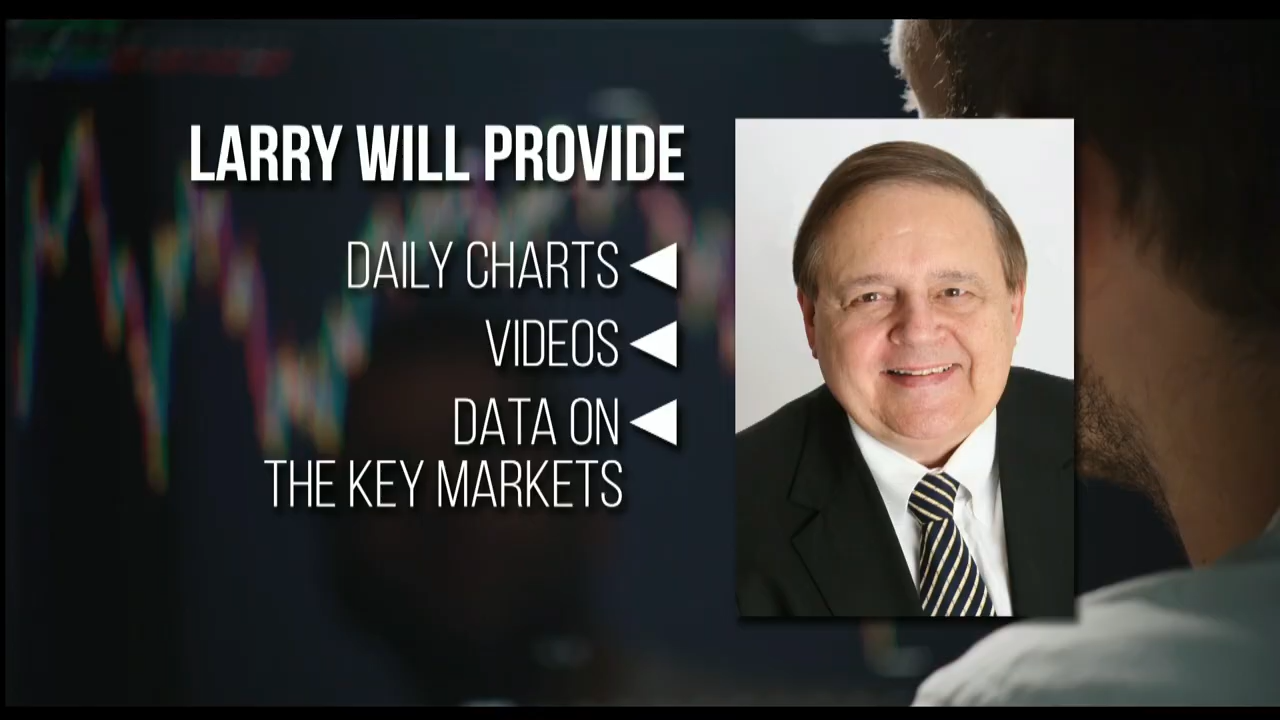 LARRY WILL PROVIDE
DAILY CHARTS
VIDEOS
DATA ON
THE KEY MARKETS